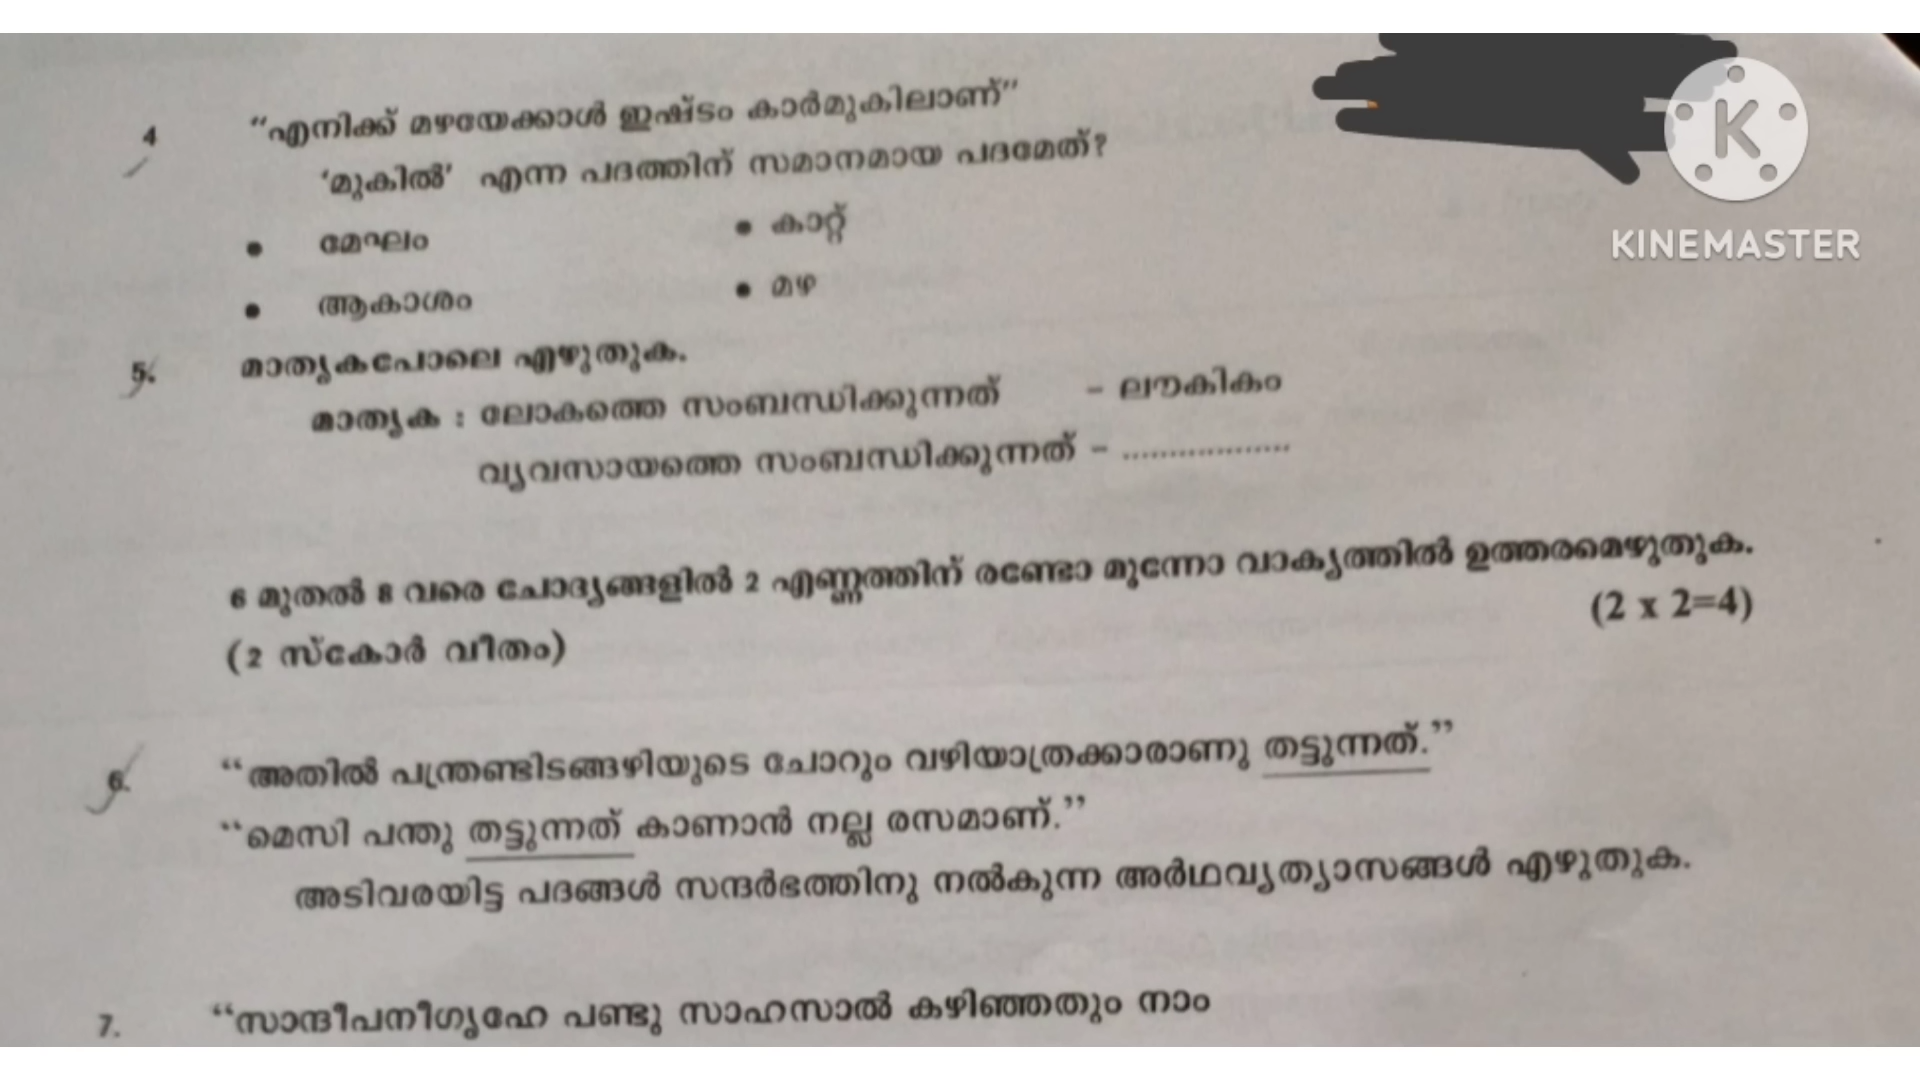 4 “എനിക്ക് മഴയേക്കാൾ ഇഷ്ടം കാർമുകിലാണ്”
‘മുകിൽ’ എന്ന പദത്തിന് സമാനമായ പദമേത്?
• മേഘം • കാറ്റ്
• ആകാശം • മഴ
5. മാതൃകപോലെ എഴുതുക.
മാതൃക : ലോകത്തെ സംബന്ധിക്കുന്നത് - ലൗകികം
വ്യവസായത്തെ സംബന്ധിക്കുന്നത് - ..................
6 മുതൽ 8 വരെ ചോദ്യങ്ങളിൽ 2 എണ്ണത്തിന് രണ്ടോ മൂന്നോ വാക്യത്തിൽ ഉത്തരമെഴുതുക.
(2 സ്കോർ വീതം) (2 x 2=4)
6. “അതിൽ പന്ത്രണ്ടിടങ്ങഴിയുടെ ചോറും വഴിയാത്രക്കാരാണു തട്ടുന്നത്.”
“മെസി പന്തു തട്ടുന്നത് കാണാൻ നല്ല രസമാണ്.”
അടിവരയിട്ട പദങ്ങൾ സന്ദർഭത്തിനു നൽകുന്ന അർഥവ്യത്യാസങ്ങൾ എഴുതുക.
7. “സാന്ദീപനീഗൃഹേ പണ്ടു സാഹസാൽ കഴിഞ്ഞതും നാം
K
KINEMASTER